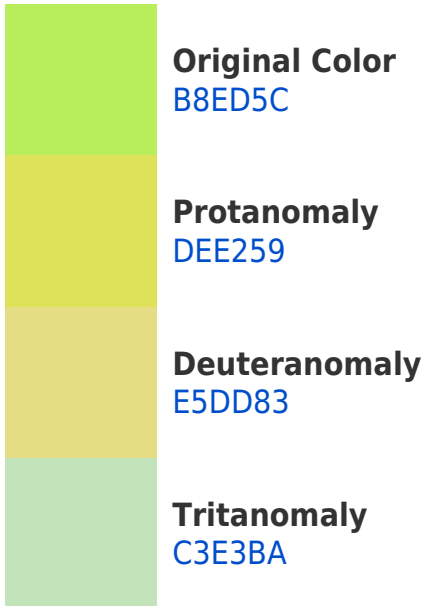 Original Color
B8ED5C
Protanomaly
DEE259
Deuteranomaly
E5DD83
Tritanomaly
C3E3BA